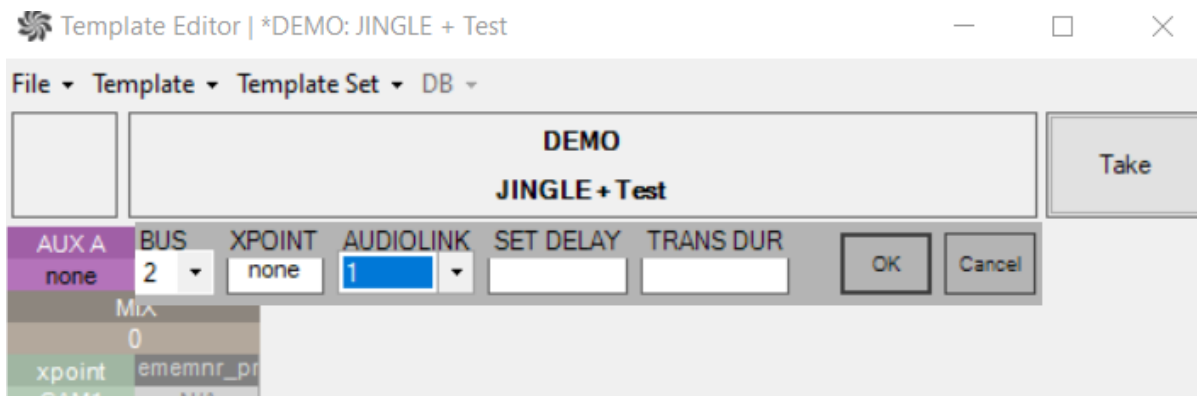 Template Editor | *DEMO: JINGLE + Test
File Template Template Set DB
DEMO
JINGLE + Test
Take
AUX A
none
BUS XPOINT AUDIOLINK SET DELAY TRANS DUR
2 none 1
OK Cancel
MIX
0
xpoint ememnr_pr